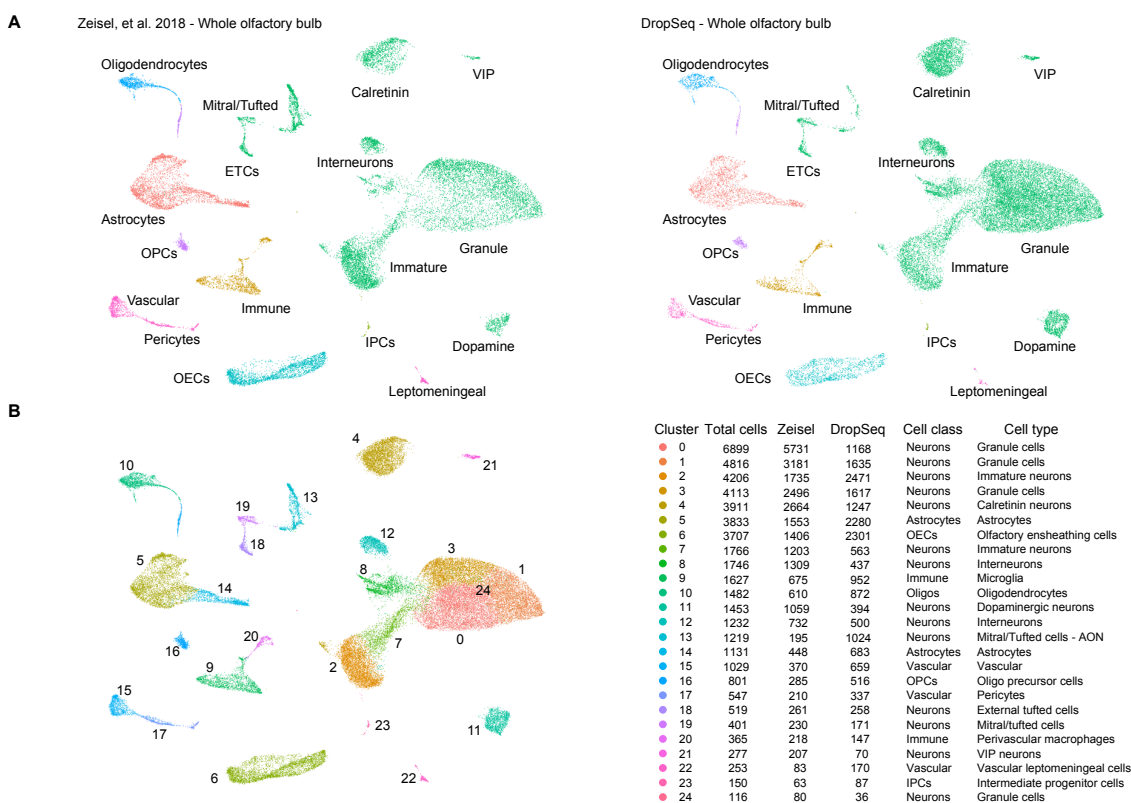 A
Zeisel, et al. 2018 - Whole olfactory bulb
Oligodendrocytes
Mitral/Tufted
Calretinin
VIP
ETCs
Interneurons
Astrocytes
OPCs
Granule
Immature
Vascular
Immune
Pericytes
IPCs
Dopamine
OECs
Leptomeningeal
DropSeq - Whole olfactory bulb
Oligodendrocytes
Mitral/Tufted
Calretinin
VIP
ETCs
Interneurons
Astrocytes
OPCs
Granule
Immature
Vascular
Immune
Pericytes
IPCs
Dopamine
OECs
Leptomeningeal
B
4
21
10
13
19
12
18
3
5
8
1
24
14
7
0
20
16
2
9
15
23
11
17
6
22
Cluster Total cells Zeisel DropSeq Cell class Cell type
0 6899 5731 1168 Neurons Granule cells
1 4816 3181 1635 Neurons Granule cells
2 4206 1735 2471 Neurons Immature neurons
3 4113 2496 1617 Neurons Granule cells
4 3911 2664 1247 Neurons Calretinin neurons
5 3833 1553 2280 Astrocytes Astrocytes
6 3707 1406 2301 OECs Olfactory ensheathing cells
7 1766 1203 563 Neurons Immature neurons
8 1746 1309 437 Neurons Interneurons
9 1627 675 952 Immune Microglia
10 1482 610 872 Oligos Oligodendrocytes
11 1453 1059 394 Neurons Dopaminergic neurons
12 1232 732 500 Neurons Interneurons
13 1219 195 1024 Neurons Mitral/Tufted cells - AON
14 1131 448 683 Astrocytes Astrocytes
15 1029 370 659 Vascular Vascular
16 801 285 516 OPCs Oligo precursor cells
17 547 210 337 Vascular Pericytes
18 519 261 258 Neurons External tufted cells
19 401 230 171 Neurons Mitral/tufted cells
20 365 218 147 Immune Perivascular macrophages
21 277 207 70 Neurons VIP neurons
22 253 83 170 Vascular Vascular leptomeningeal cells
23 150 63 87 IPCs Intermediate progenitor cells
24 116 80 36 Neurons Granule cells